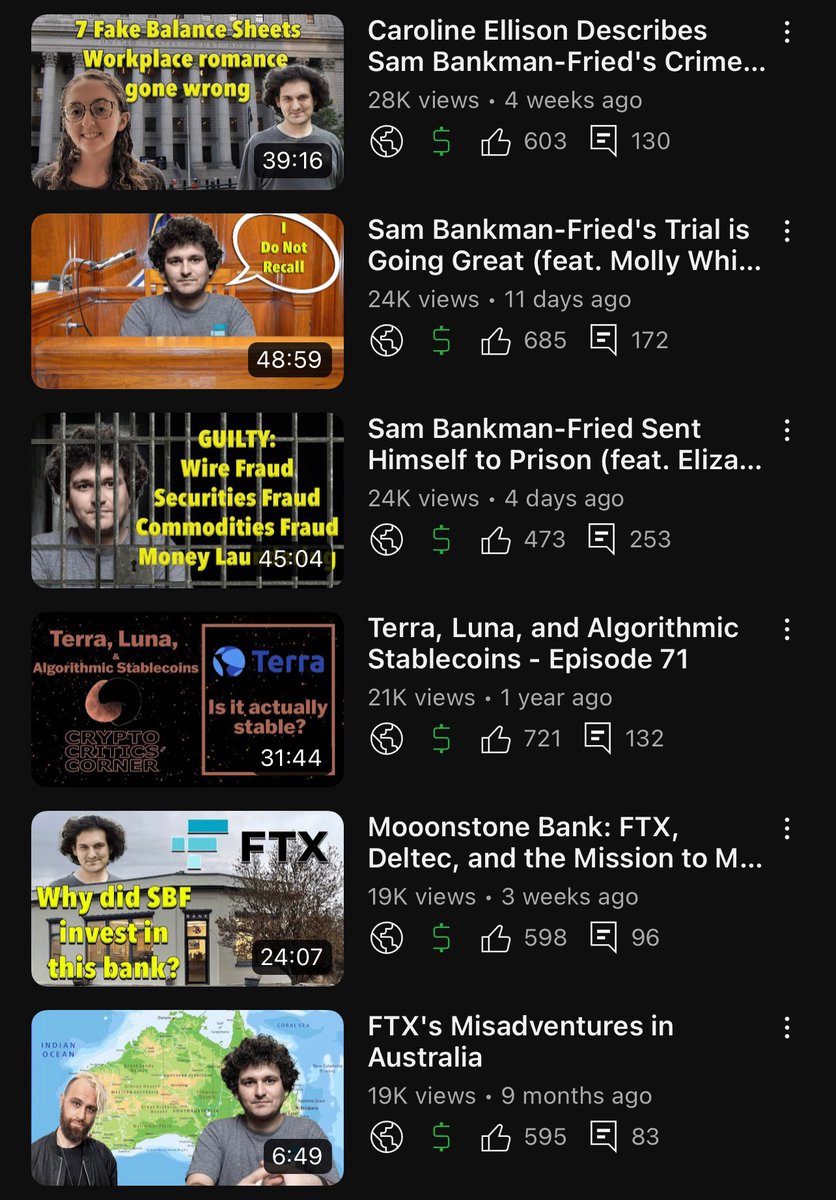 7 Fake Balance Sheets
Workplace romance
gone wrong
39:16
Caroline Ellison Describes
Sam Bankman-Fried's Crime...
28K views • 4 weeks ago
603
130
I
Do Not
Recall
48:59
Sam Bankman-Fried's Trial is
Going Great (feat. Molly Whi...
24K views • 11 days ago
685
172
GUILTY:
Wire Fraud
Securities Fraud
Commodities Fraud
Money Lau
45:04
Sam Bankman-Fried Sent
Himself to Prison (feat. Eliza...
24K views • 4 days ago
473
253
Terra, Luna,
&
Algorithmic Stablecoins
CRYPTO
CRITICS'
CORNER
Terra
Is it actually
stable?
31:44
Terra, Luna, and Algorithmic
Stablecoins - Episode 71
21K views • 1 year ago
721
132
FTX
Why did SBF
invest in
this bank?
BANK
24:07
Mooonstone Bank: FTX,
Deltec, and the Mission to M...
19K views • 3 weeks ago
598
96
INDIAN
OCEAN
CORAL SEA
6:49
FTX's Misadventures in
Australia
19K views • 9 months ago
595
83